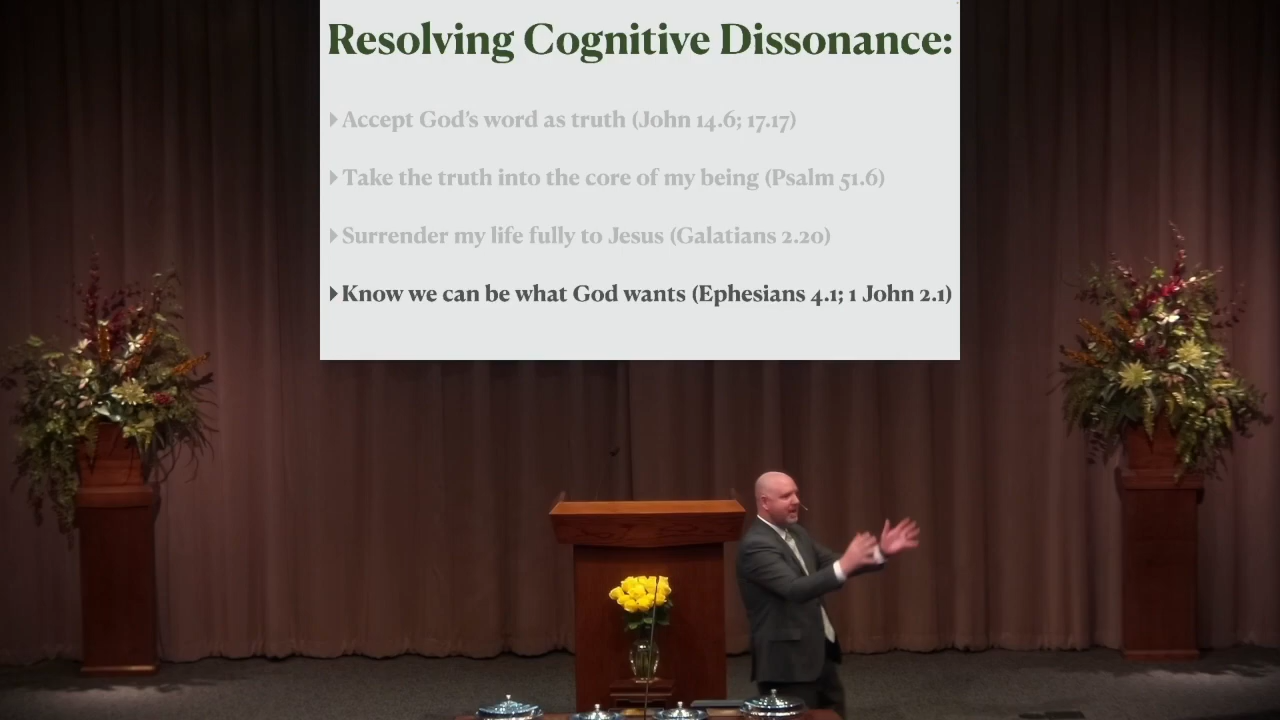 Resolving Cognitive Dissonance:
Accept God's word as truth (John 14.6; 17.17)
Take the truth into the core of my being (Psalm 51.6)
Surrender my life fully to Jesus (Galatians 2.20)
Know we can be what God wants (Ephesians 4.1; 1 John 2.1)